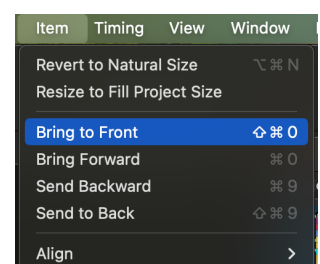 Item Timing View Window
Revert to Natural Size ⌥⌘N
Resize to Fill Project Size
Bring to Front ⇧⌘0
Bring Forward ⌘0
Send Backward ⌘9
Send to Back ⇧⌘9
Align >